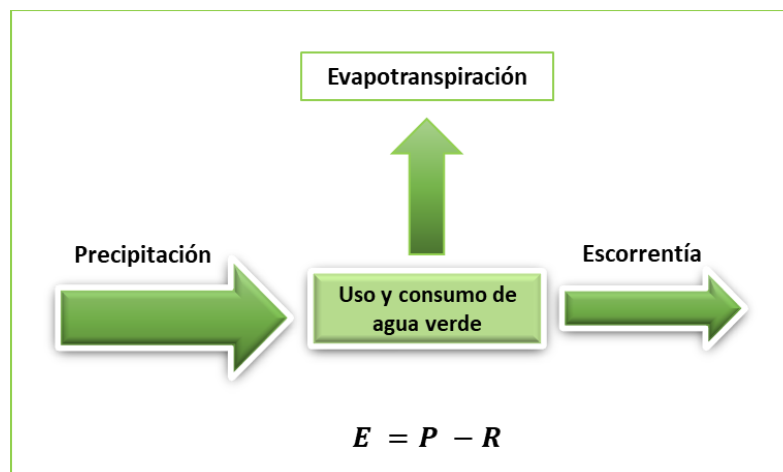 Evapotranspiración
Precipitación
Escorrentía
Uso y consumo de
agua verde
E = P − R